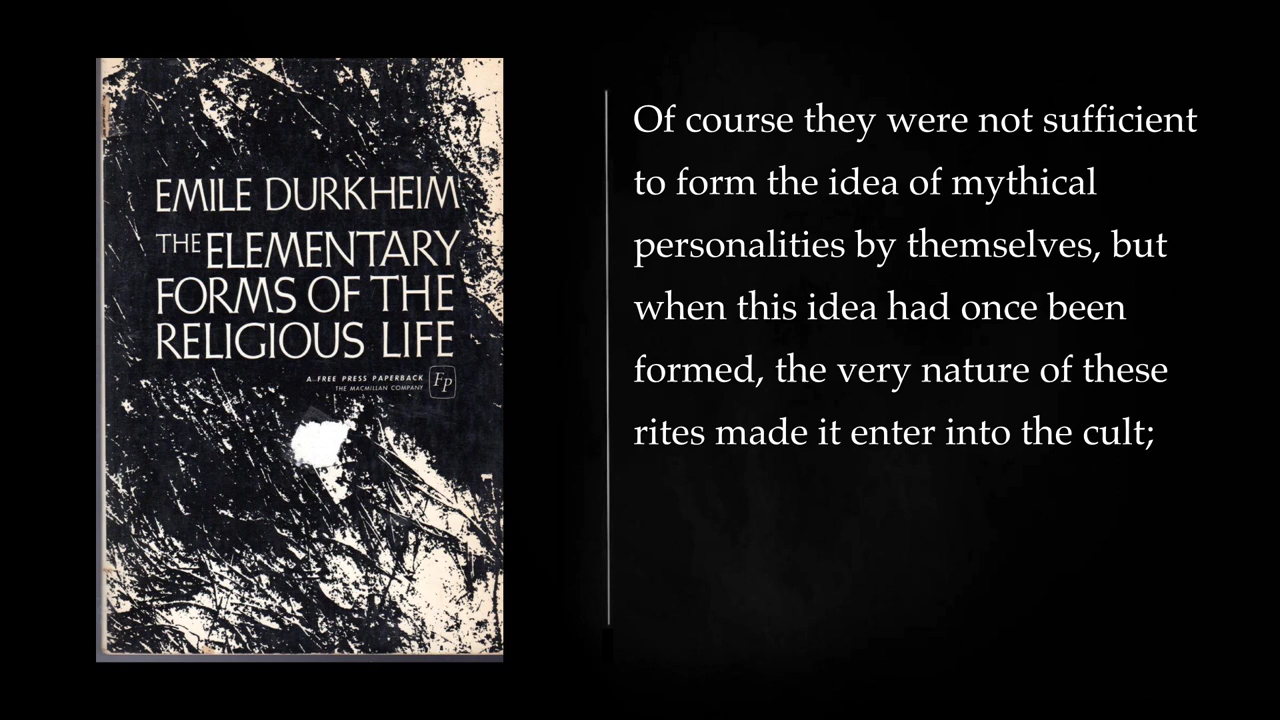 EMILE DURKHEIM
THE ELEMENTARY
FORMS OF THE
RELIGIOUS LIFE
A FREE PRESS PAPERBACK
THE MACMILLAN COMPANY
Fp
Of course they were not sufficient
to form the idea of mythical
personalities by themselves, but
when this idea had once been
formed, the very nature of these
rites made it enter into the cult;